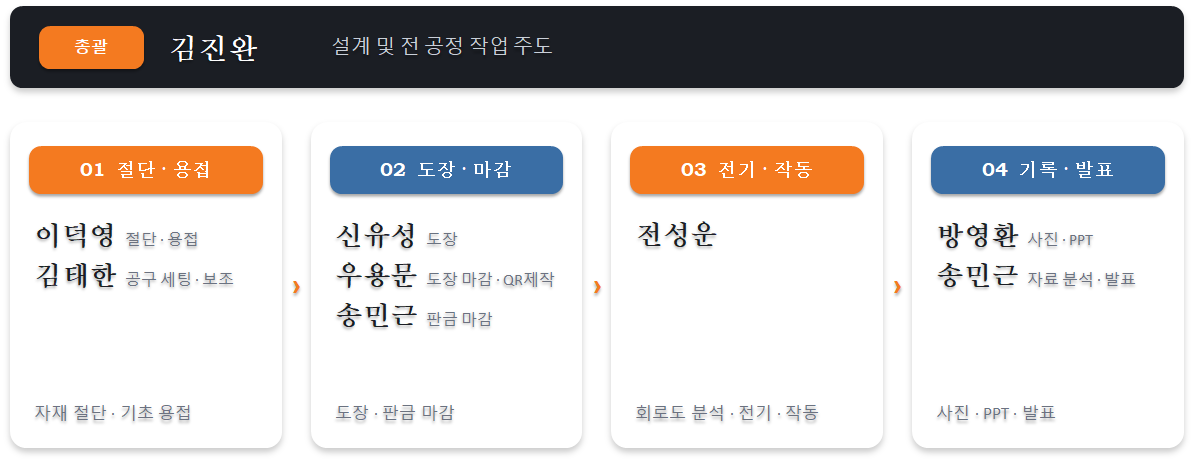 총괄 김진완 설계 및 전 공정 작업 주도
01 절단 · 용접
이덕영 절단 · 용접
김태한 공구 세팅 · 보조
자재 절단 · 기초 용접
›
02 도장 · 마감
신유성 도장
우용문 도장 마감 · QR제작
송민근 판금 마감
도장 · 판금 마감
›
03 전기 · 작동
전성운
회로도 분석 · 전기 · 작동
›
04 기록 · 발표
방영환 사진 · PPT
송민근 자료 분석 · 발표
사진 · PPT · 발표